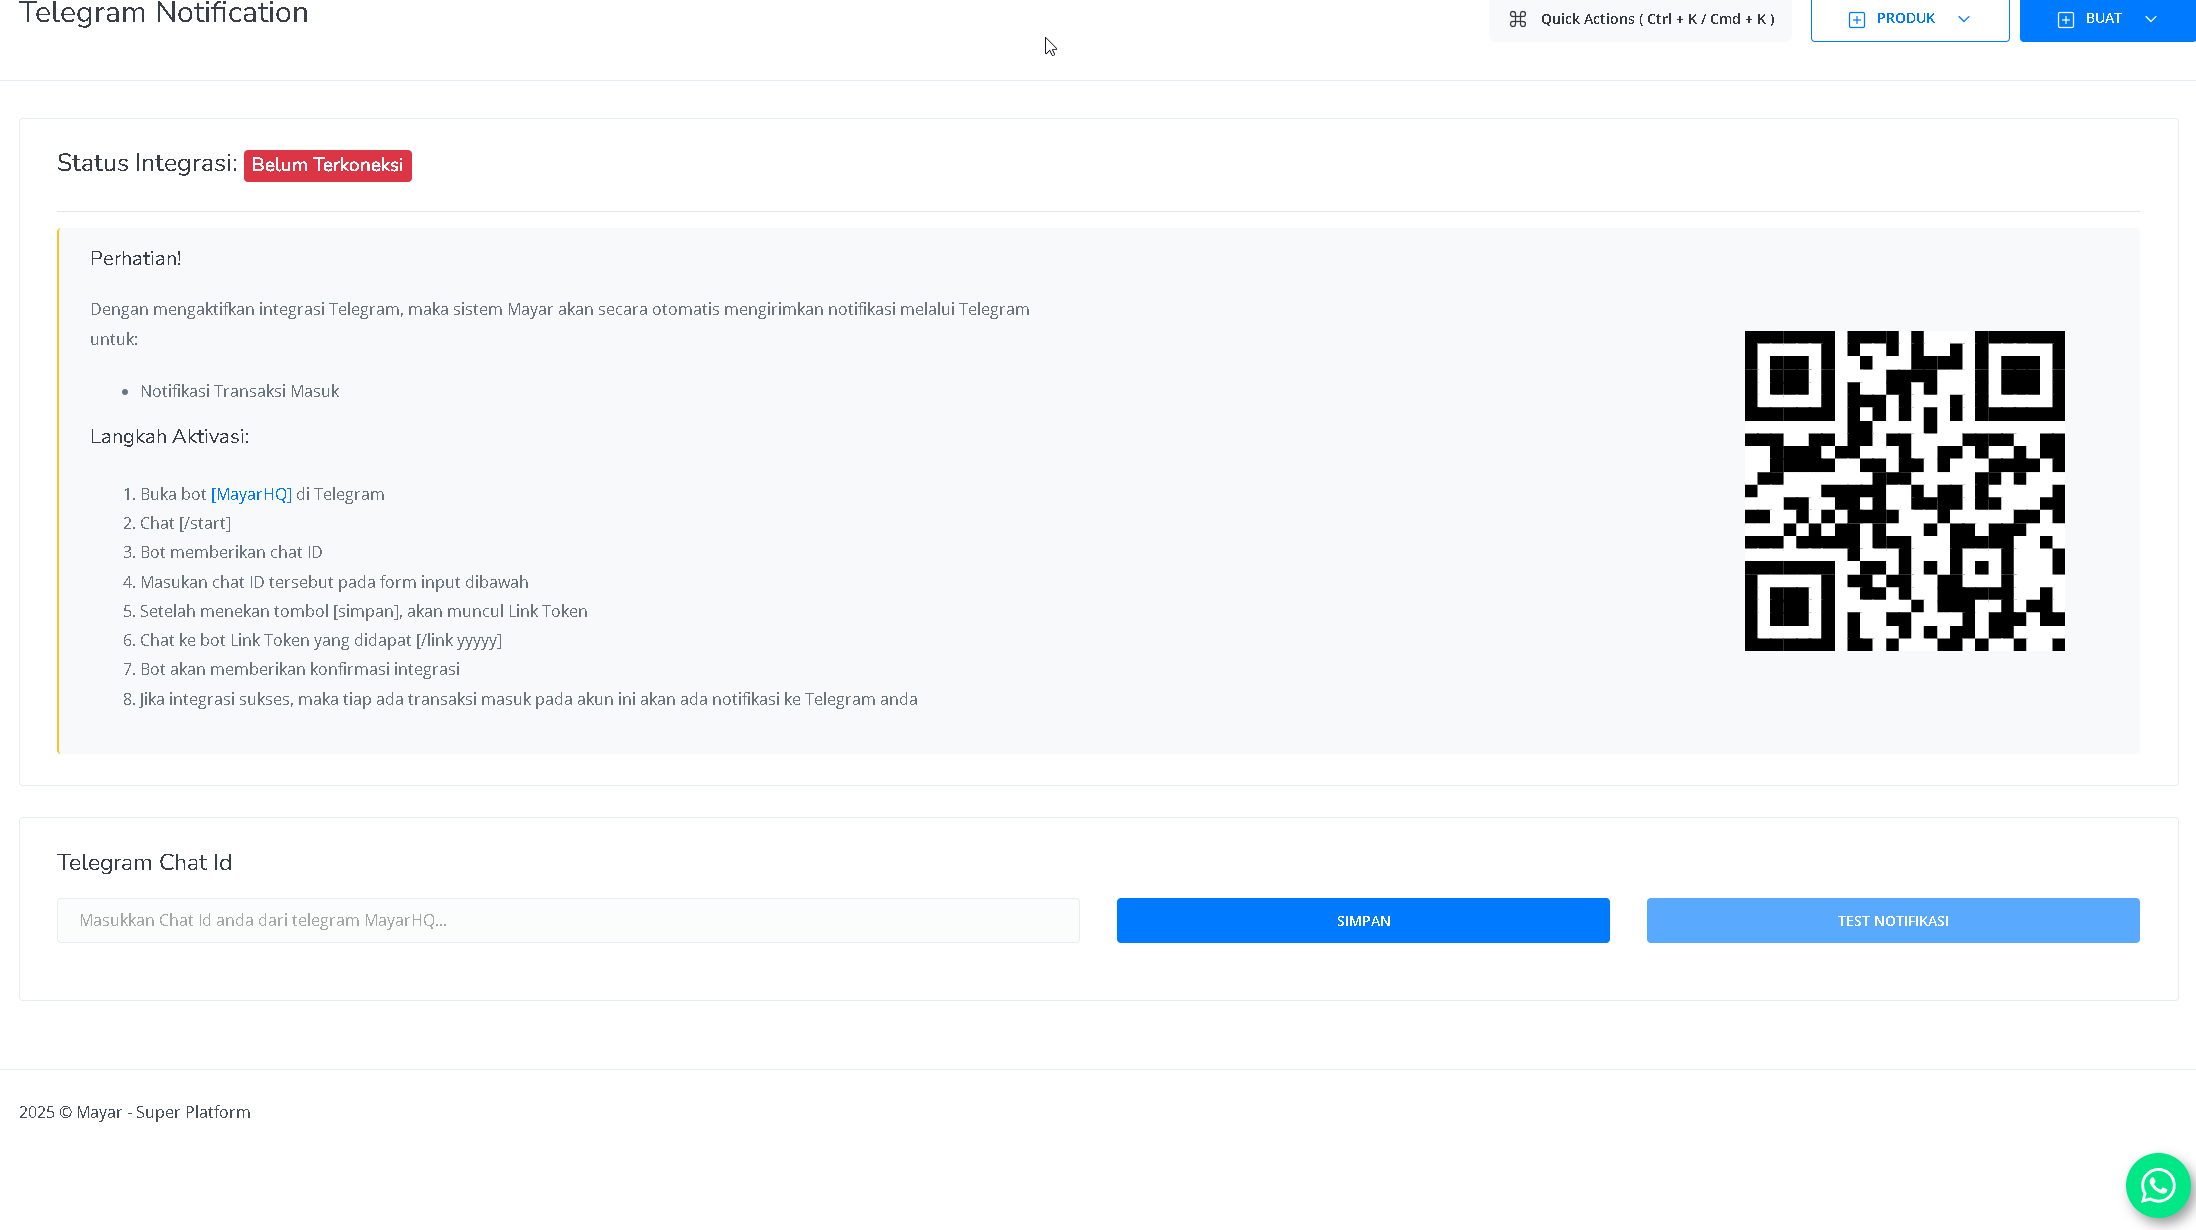 Telegram Notification
Quick Actions ( Ctrl + K / Cmd + K )
PRODUK
BUAT
Status Integrasi: Belum Terkoneksi
Perhatian!
Dengan mengaktifkan integrasi Telegram, maka sistem Mayar akan secara otomatis mengirimkan notifikasi melalui Telegram
untuk:
• Notifikasi Transaksi Masuk
Langkah Aktivasi:
1. Buka bot [MayarHQ] di Telegram
2. Chat [/start]
3. Bot memberikan chat ID
4. Masukan chat ID tersebut pada form input dibawah
5. Setelah menekan tombol [simpan], akan muncul Link Token
6. Chat ke bot Link Token yang didapat [/link yyyyy]
7. Bot akan memberikan konfirmasi integrasi
8. Jika integrasi sukses, maka tiap ada transaksi masuk pada akun ini akan ada notifikasi ke Telegram anda
Telegram Chat Id
Masukkan Chat Id anda dari telegram MayarHQ...
SIMPAN
TEST NOTIFIKASI
2025 © Mayar - Super Platform